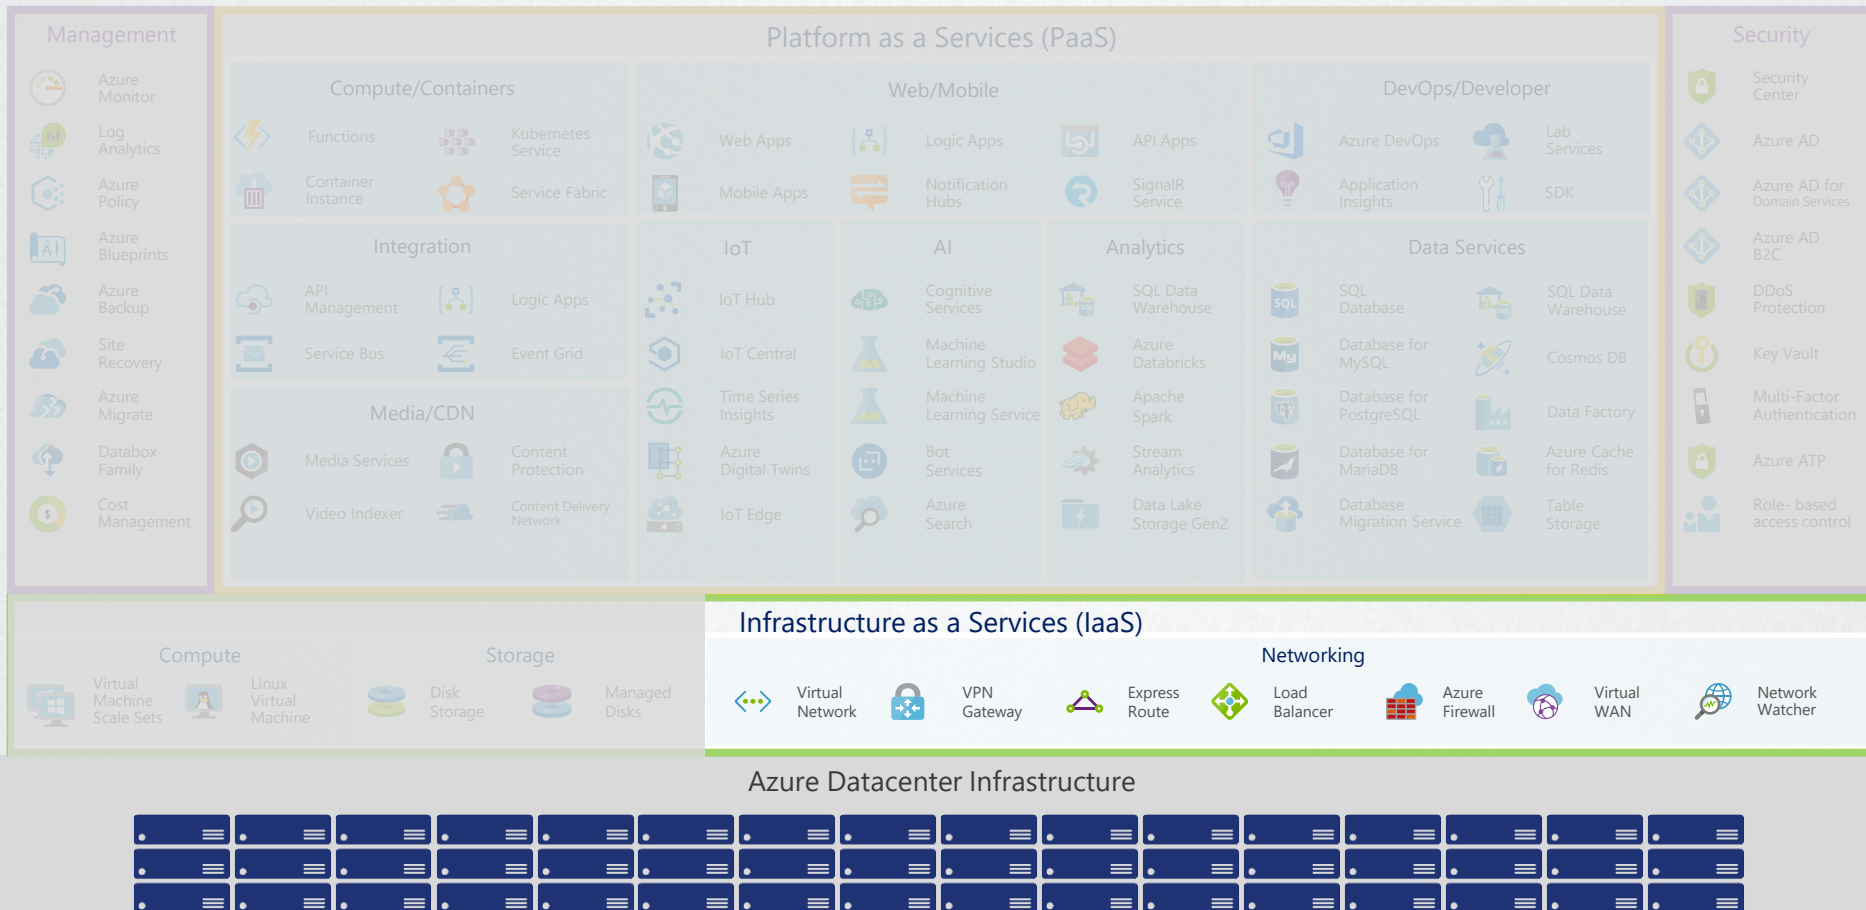 Management
Azure
Monitor
Log
Analytics
Azure
Policy
Azure
Blueprints
Azure
Backup
Site
Recovery
Azure
Migrate
Databox
Family
Cost
Management
Platform as a Services (PaaS)
Compute/Containers
Functions
Kubernetes
Service
Container
Instance
Service Fabric
Web/Mobile
Web Apps
Logic Apps
API Apps
Mobile Apps
Notification
Hubs
SignalR
Service
DevOps/Developer
Azure DevOps
Lab
Services
Application
Insights
SDK
Integration
API
Management
Logic Apps
Service Bus
Event Grid
Media/CDN
Media Services
Content
Protection
Video Indexer
Content Delivery
Network
IoT
IoT Hub
IoT Central
Time Series
Insights
Azure
Digital Twins
IoT Edge
AI
Cognitive
Services
Machine
Learning Studio
Machine
Learning Service
Bot
Services
Azure
Search
Analytics
SQL Data
Warehouse
Azure
Databricks
Apache
Spark
Stream
Analytics
Data Lake
Storage Gen2
Data Services
SQL
SQL
Database
SQL Data
Warehouse
My
Database for
MySQL
Cosmos DB
Database for
PostgreSQL
Data Factory
Database for
MariaDB
Azure Cache
for Redis
Database
Migration Service
Table
Storage
Security
Security
Center
Azure AD
Azure AD for
Domain Services
Azure AD
B2C
DDoS
Protection
Key Vault
Multi-Factor
Authentication
Azure ATP
Role- based
access control
Infrastructure as a Services (IaaS)
Compute
Virtual
Machine
Scale Sets
Linux
Virtual
Machine
Storage
Disk
Storage
Managed
Disks
Networking
Virtual
Network
VPN
Gateway
Express
Route
Load
Balancer
Azure
Firewall
Virtual
WAN
Network
Watcher
Azure Datacenter Infrastructure